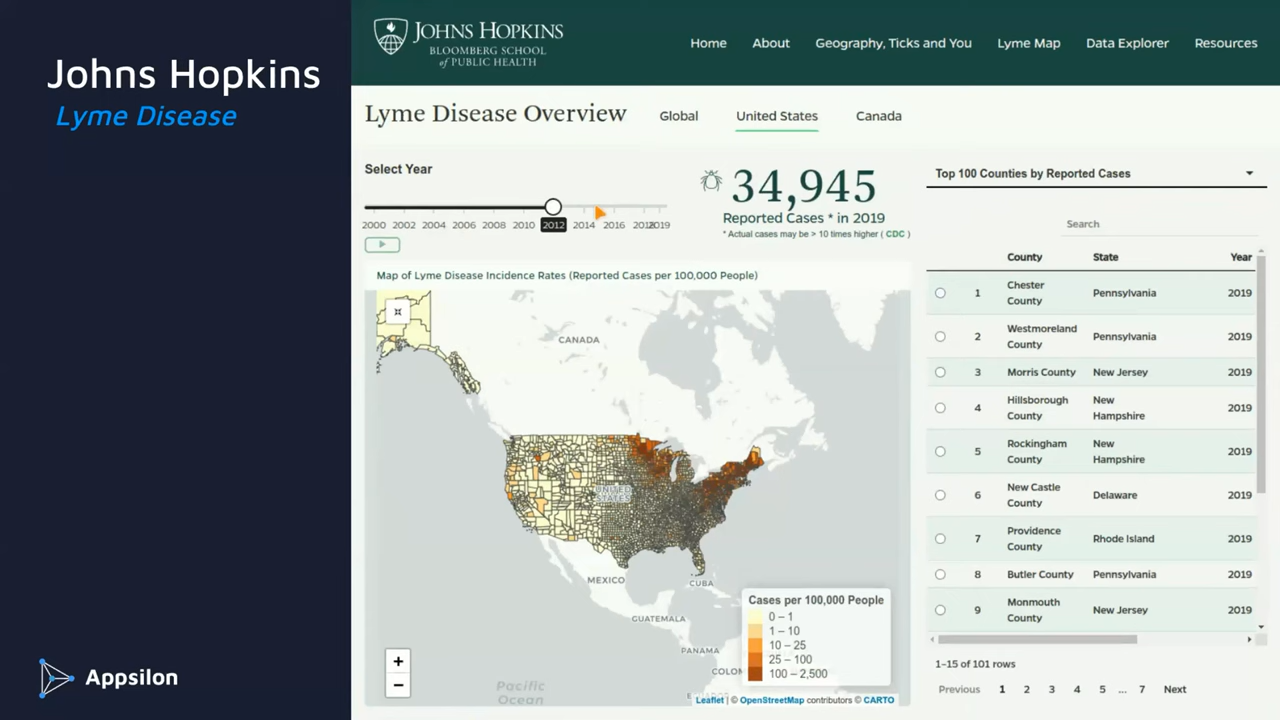 Johns Hopkins
Lyme Disease
Appsilon
JOHNS HOPKINS
BLOOMBERG SCHOOL
of PUBLIC HEALTH
Home
About
Geography, Ticks and You
Lyme Map
Data Explorer
Resources
Lyme Disease Overview
Global
United States
Canada
Select Year
2000 2002 2004 2006 2008 2010 2012 2014 2016 2018 2019
34,945
Reported Cases * in 2019
* Actual cases may be > 10 times higher ( CDC )
Map of Lyme Disease Incidence Rates (Reported Cases per 100,000 People)
CANADA
UNITED
STATES
MEXICO
CUBA
GUATEMALA
PANAMA
Pacific
Ocean
+
−
Cases per 100,000 People
0 – 1
1 – 10
10 – 25
25 – 100
100 – 2,500
Leaflet | © OpenStreetMap contributors © CARTO
Top 100 Counties by Reported Cases
Search
County State Year
1 Chester County Pennsylvania 2019
2 Westmoreland County Pennsylvania 2019
3 Morris County New Jersey 2019
4 Hillsborough County New Hampshire 2019
5 Rockingham County New Hampshire 2019
6 New Castle County Delaware 2019
7 Providence County Rhode Island 2019
8 Butler County Pennsylvania 2019
9 Monmouth County New Jersey 2019
1–15 of 101 rows
Previous 1 2 3 4 5 ... 7 Next